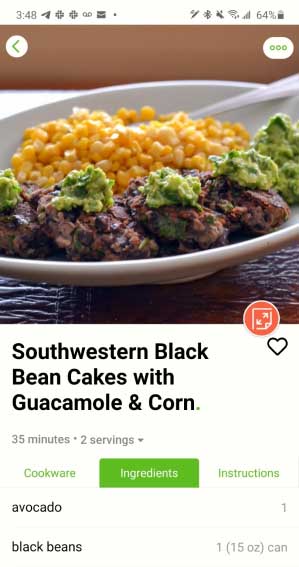 3:48 64%
Southwestern Black
Bean Cakes with
Guacamole & Corn.
35 minutes • 2 servings
Cookware Ingredients Instructions
avocado 1
black beans 1 (15 oz) can